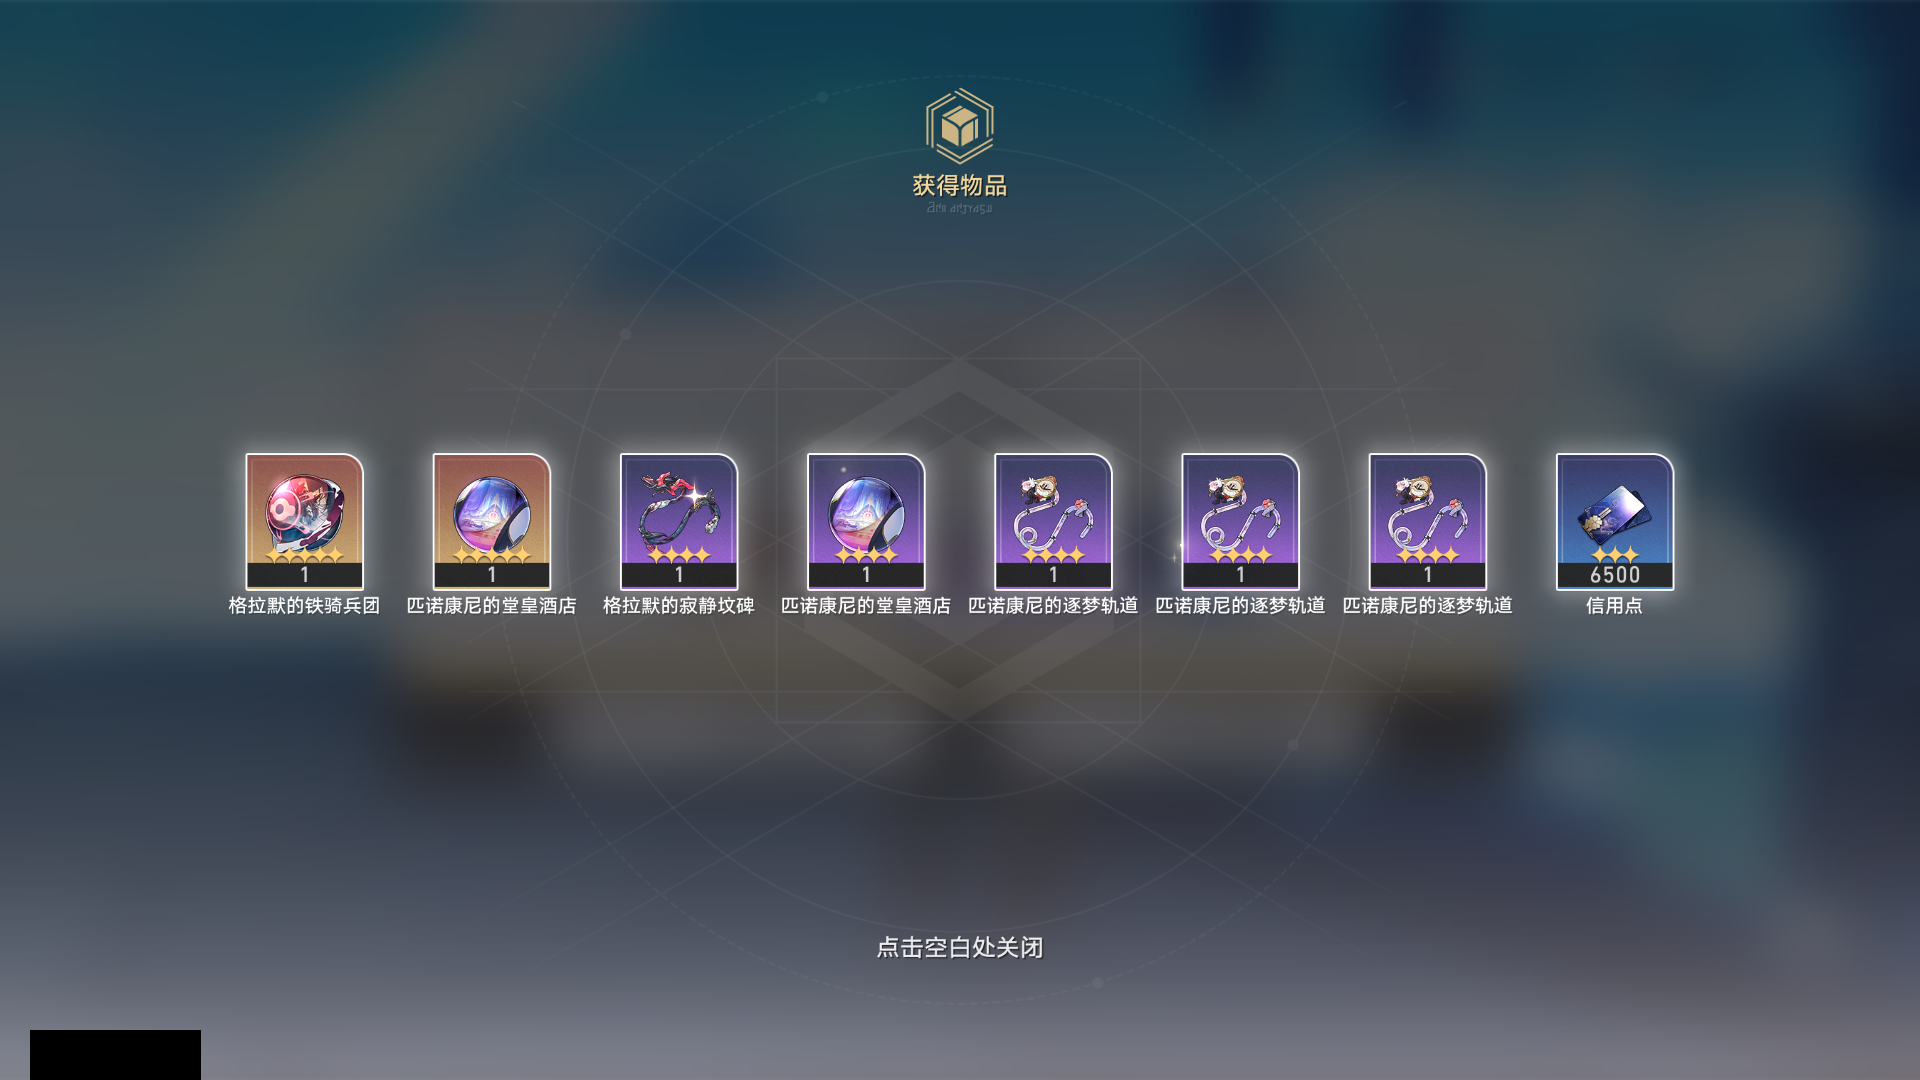 获得物品
1
1
1
1
1
1
1
6500
格拉默的铁骑兵团
匹诺康尼的堂皇酒店
格拉默的寂静坟碑
匹诺康尼的堂皇酒店
匹诺康尼的逐梦轨道
匹诺康尼的逐梦轨道
匹诺康尼的逐梦轨道
信用点
点击空白处关闭